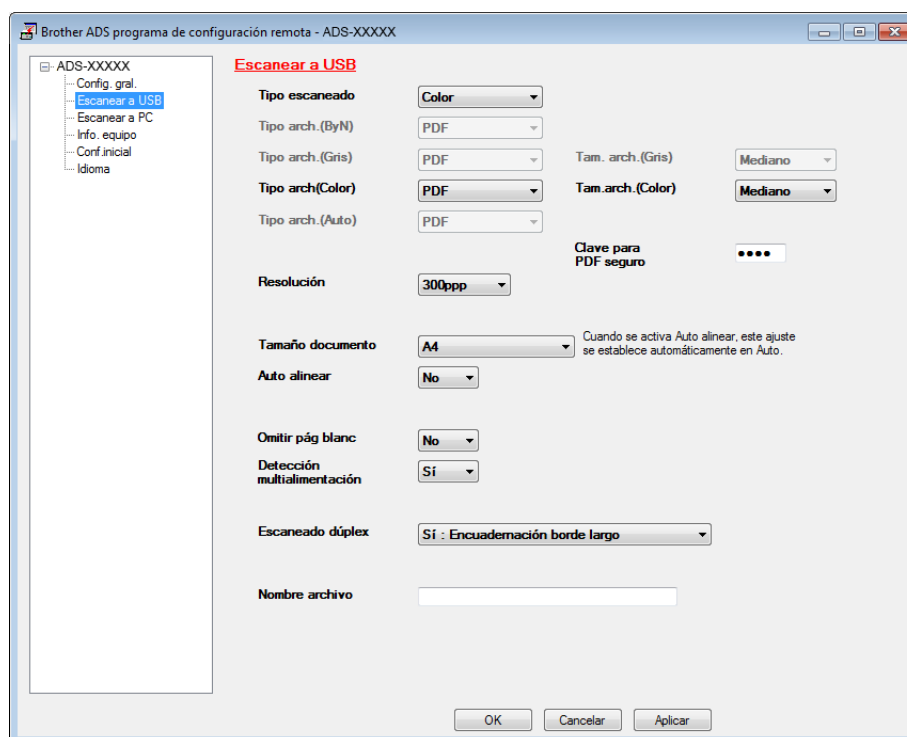 Brother ADS programa de configuración remota - ADS-XXXXX
ADS-XXXXX
Config. gral.
Escanear a USB
Escanear a PC
Info. equipo
Conf.inicial
Idioma
Escanear a USB
Tipo escaneado Color
Tipo arch.(ByN) PDF
Tipo arch.(Gris) PDF Tam. arch.(Gris) Mediano
Tipo arch(Color) PDF Tam.arch.(Color) Mediano
Tipo arch.(Auto) PDF
Clave para
PDF seguro ●●●●
Resolución 300ppp
Tamaño documento A4 Cuando se activa Auto alinear, este ajuste
se establece automáticamente en Auto.
Auto alinear No
Omitir pág blanc No
Detección
multialimentación Sí
Escaneado dúplex Sí : Encuadernación borde largo
Nombre archivo
OK Cancelar Aplicar